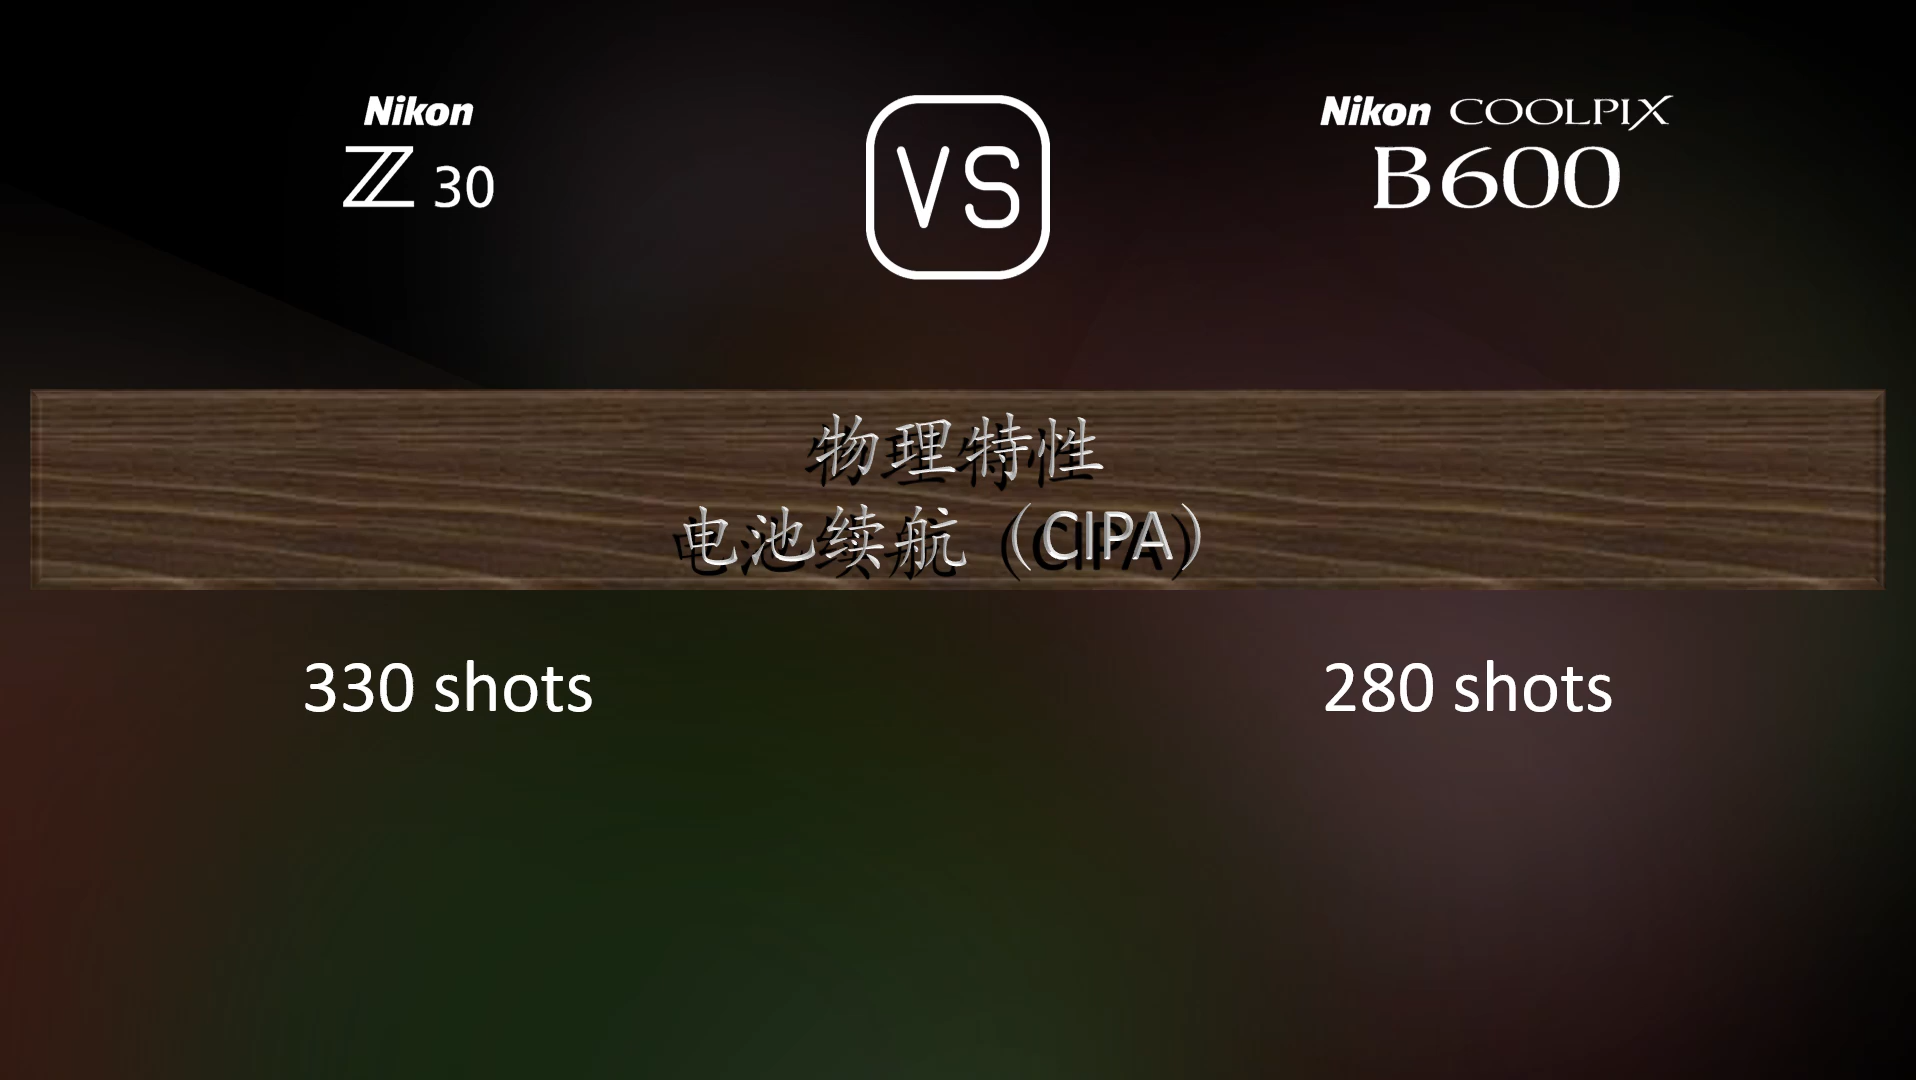 Nikon
Z 30
VS
Nikon COOLPIX
B600
物理特性
电池续航（CIPA）
330 shots
280 shots